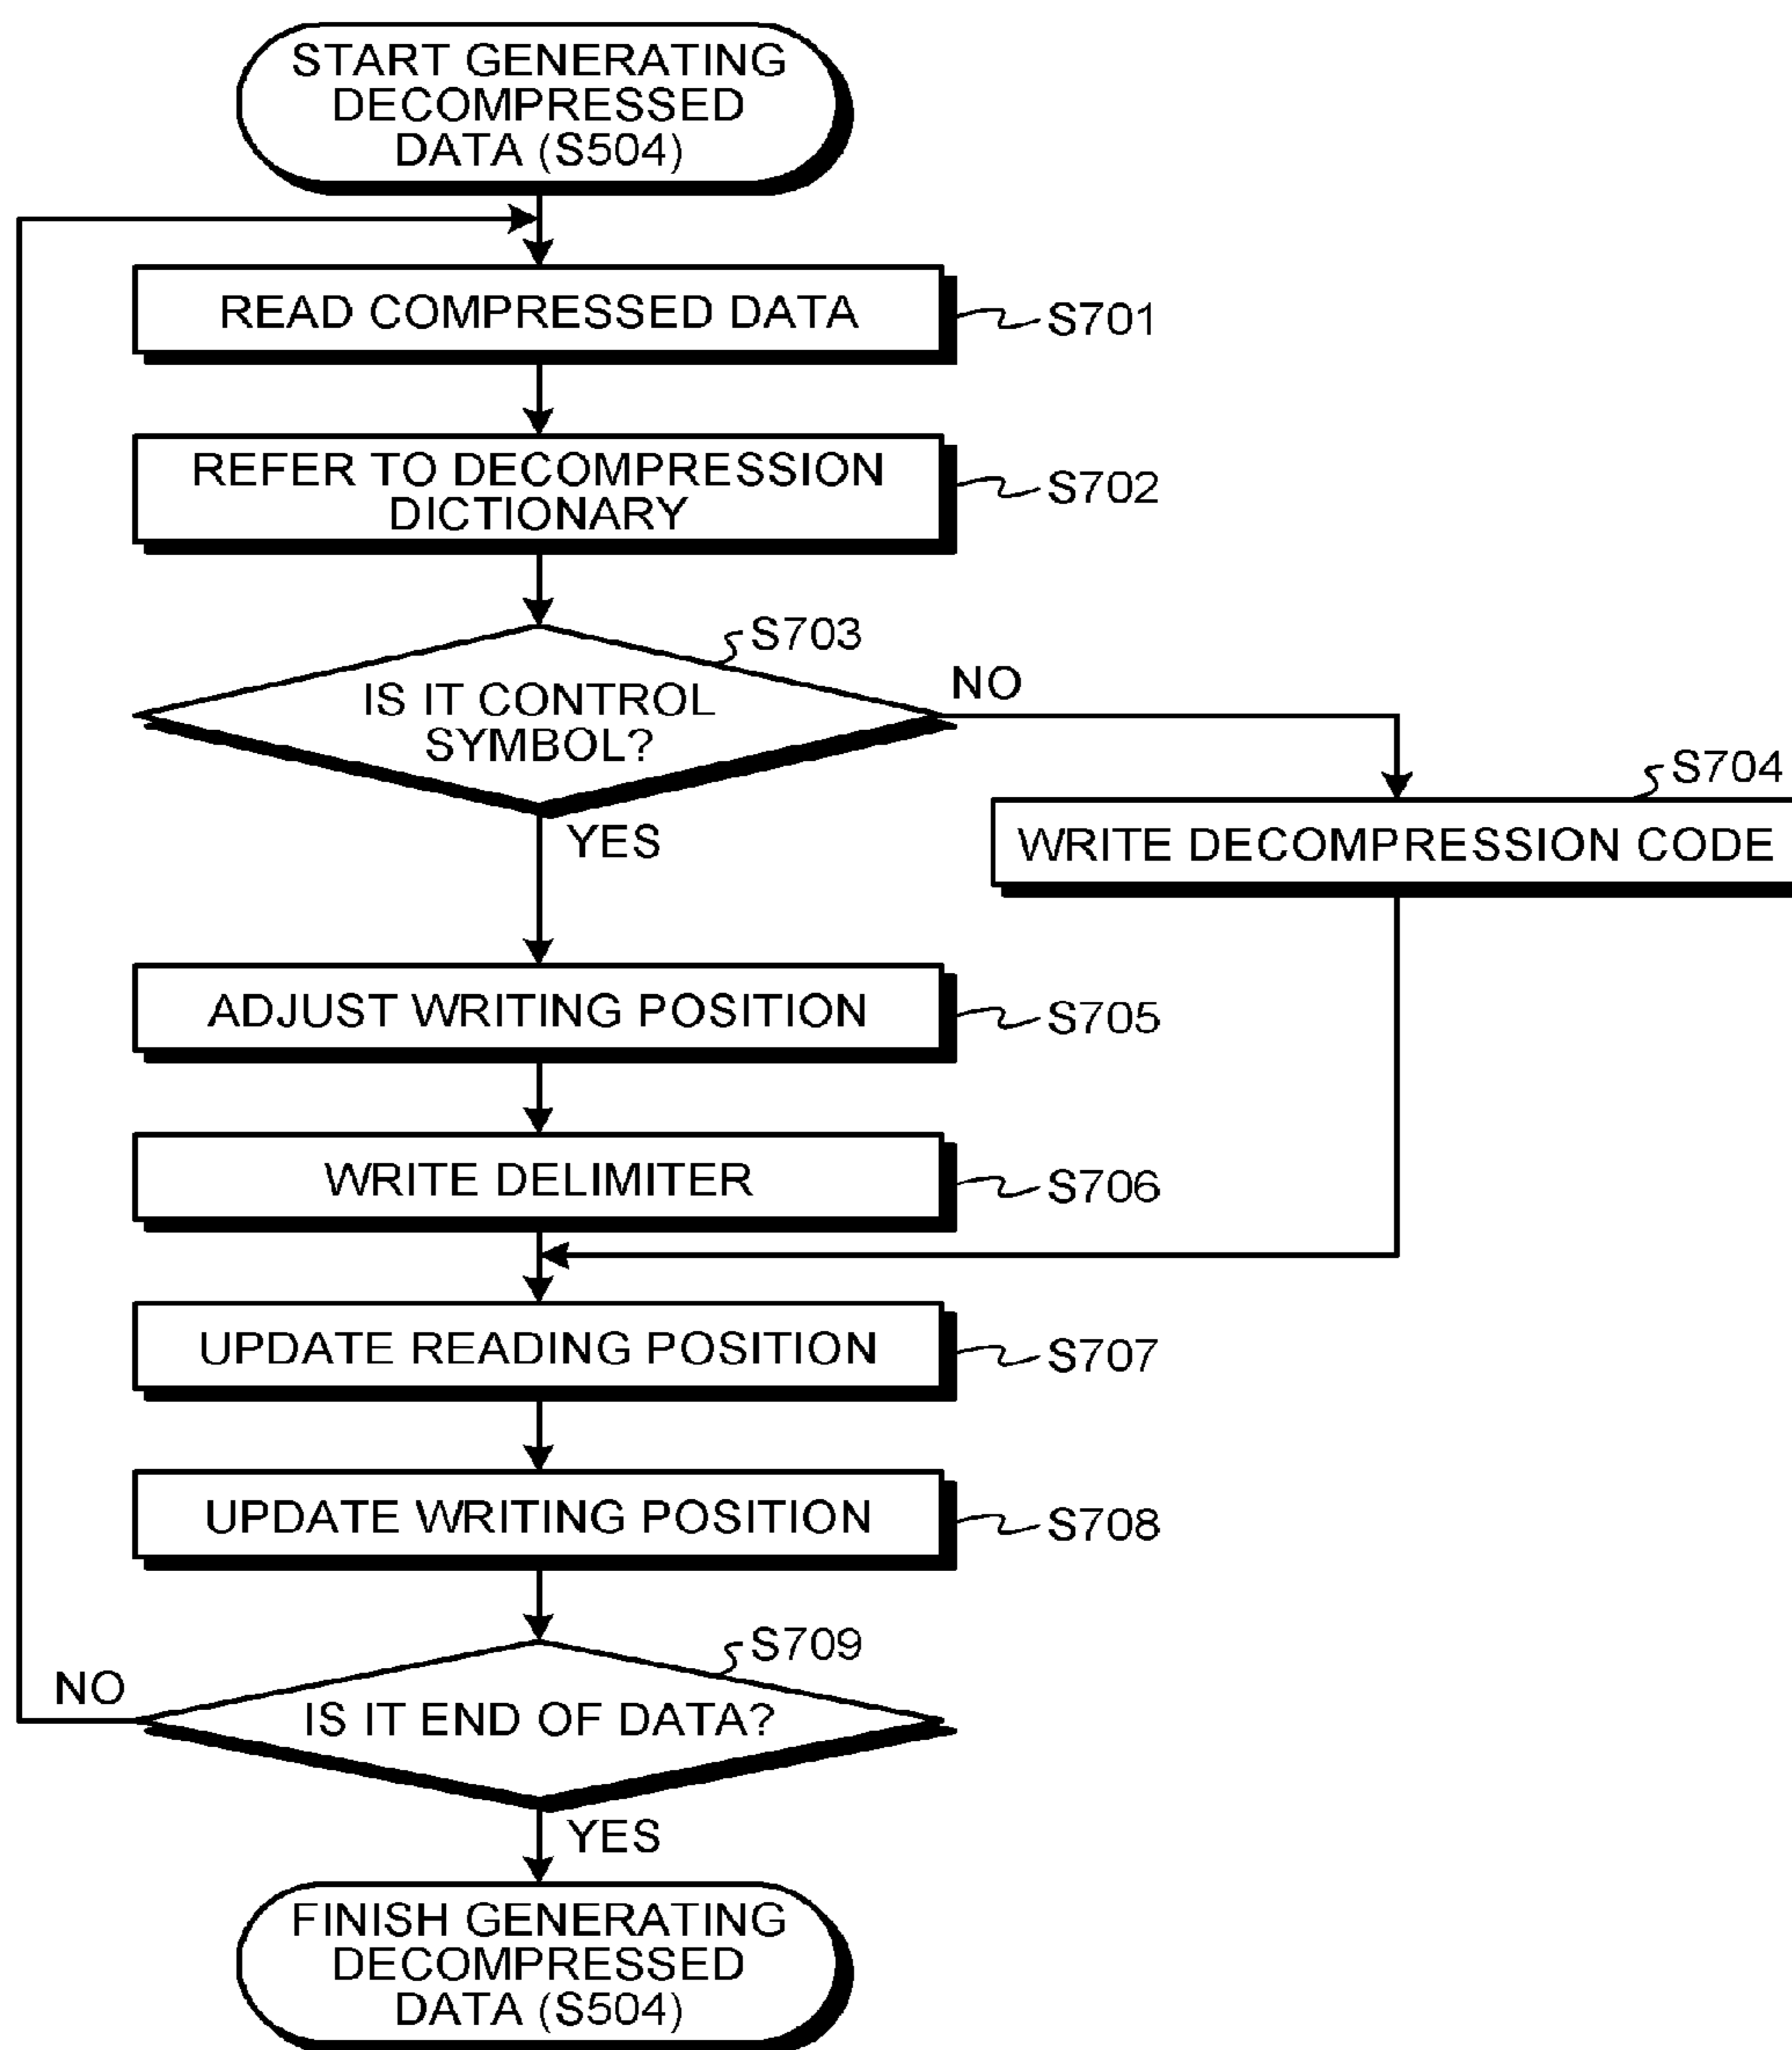 START GENERATING
DECOMPRESSED
DATA (S504)
READ COMPRESSED DATA
S701
REFER TO DECOMPRESSION
DICTIONARY
S702
S703
IS IT CONTROL
SYMBOL?
NO
YES
S704
WRITE DECOMPRESSION CODE
ADJUST WRITING POSITION
S705
WRITE DELIMITER
S706
UPDATE READING POSITION
S707
UPDATE WRITING POSITION
S708
S709
NO
IS IT END OF DATA?
YES
FINISH GENERATING
DECOMPRESSED
DATA (S504)